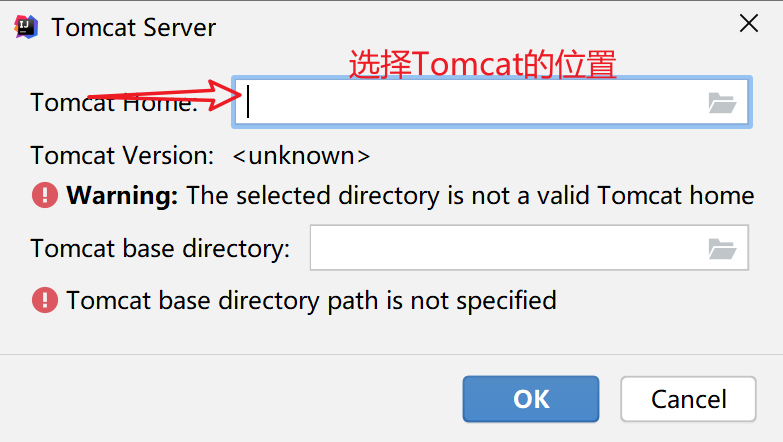 Tomcat Server
选择Tomcat的位置
Tomcat Home:
Tomcat Version: <unknown>
Warning: The selected directory is not a valid Tomcat home
Tomcat base directory:
Tomcat base directory path is not specified
OK Cancel